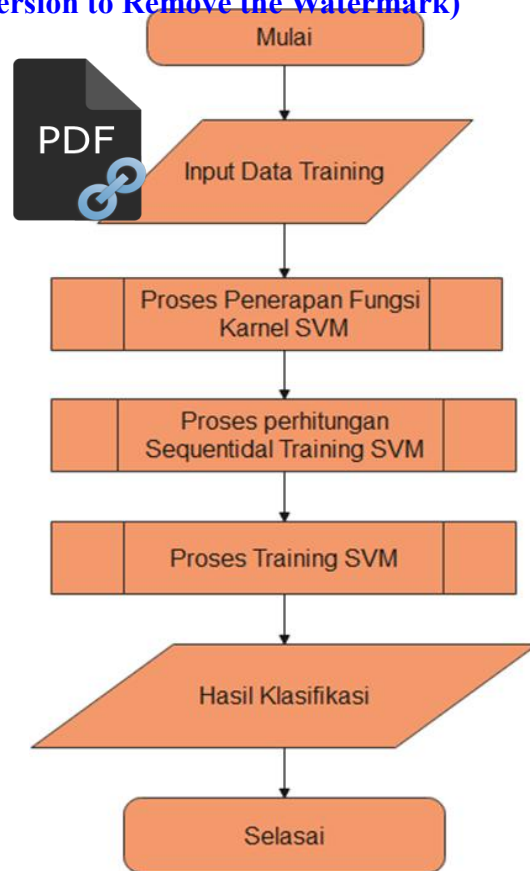 ersion to Remove the Watermark)
Mulai
PDF
Input Data Training
Proses Penerapan Fungsi
Karnel SVM
Proses perhitungan
Sequentidal Training SVM
Proses Training SVM
Hasil Klasifikasi
Selasai